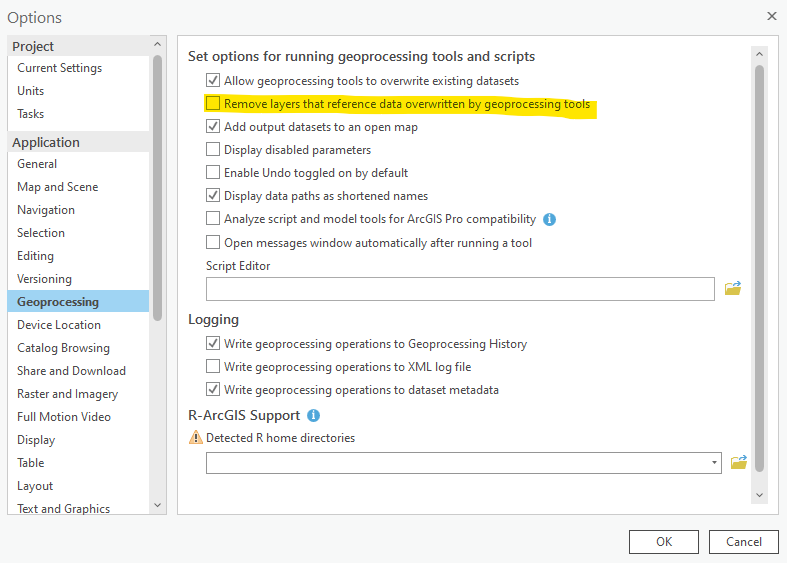 Options
Project
Current Settings
Units
Tasks
Application
General
Map and Scene
Navigation
Selection
Editing
Versioning
Geoprocessing
Device Location
Catalog Browsing
Share and Download
Raster and Imagery
Full Motion Video
Display
Table
Layout
Text and Graphics
Set options for running geoprocessing tools and scripts
Allow geoprocessing tools to overwrite existing datasets
Remove layers that reference data overwritten by geoprocessing tools
Add output datasets to an open map
Display disabled parameters
Enable Undo toggled on by default
Display data paths as shortened names
Analyze script and model tools for ArcGIS Pro compatibility
Open messages window automatically after running a tool
Script Editor
Logging
Write geoprocessing operations to Geoprocessing History
Write geoprocessing operations to XML log file
Write geoprocessing operations to dataset metadata
R-ArcGIS Support
Detected R home directories
OK
Cancel